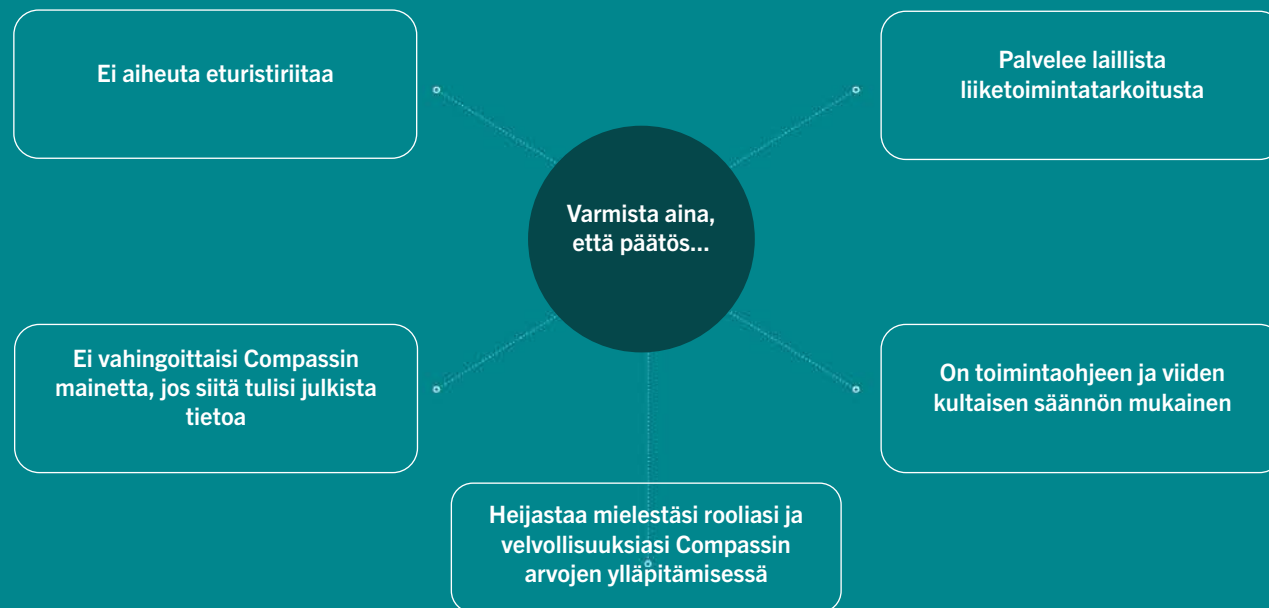 Ei aiheuta eturistiriitaa
Palvelee laillista
liiketoimintatarkoitusta
Varmista aina,
että päätös...
Ei vahingoittaisi Compassin
mainetta, jos siitä tulisi julkista
tietoa
On toimintaohjeen ja viiden
kultaisen säännön mukainen
Heijastaa mielestäsi rooliasi ja
velvollisuuksiasi Compassin
arvojen ylläpitämisessä